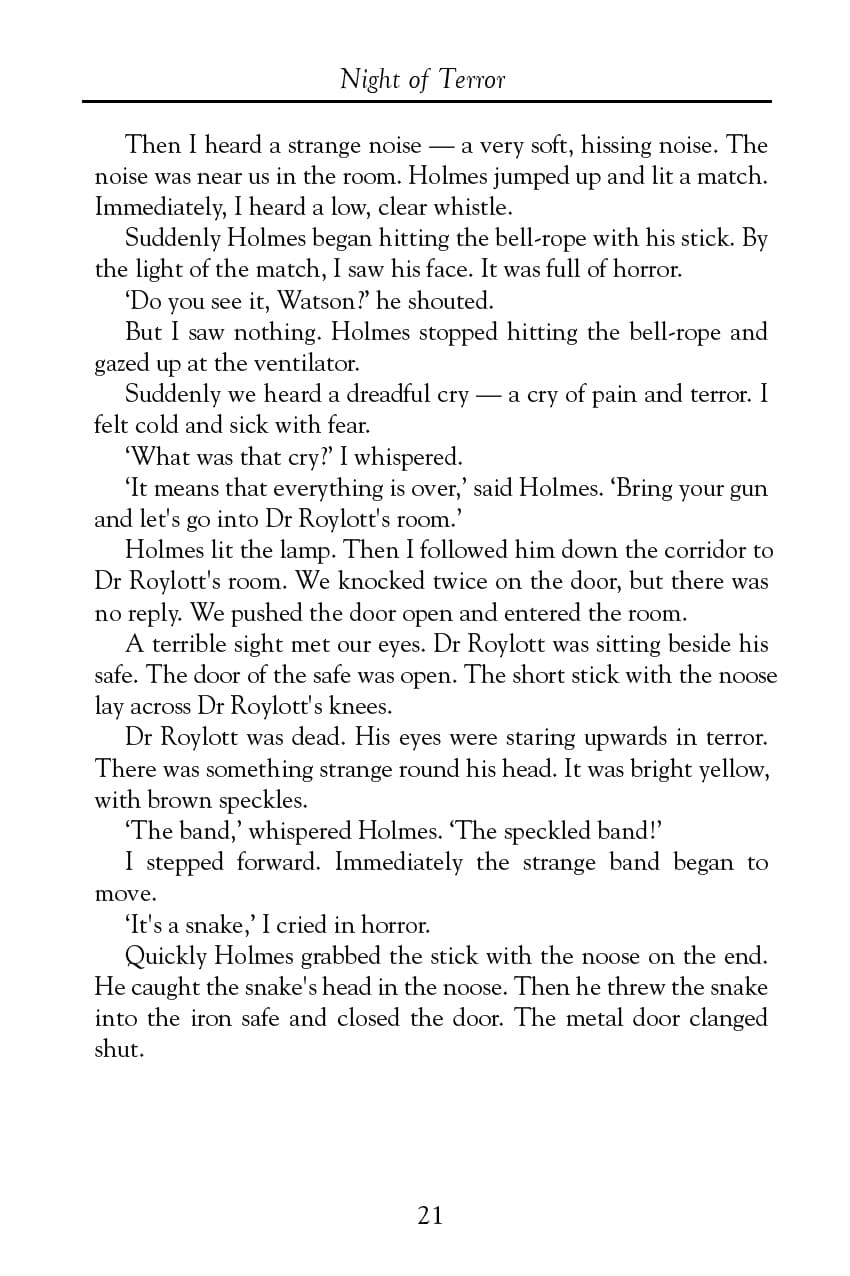 Night of Terror
Then I heard a strange noise — a very soft, hissing noise. The
noise was near us in the room. Holmes jumped up and lit a match.
Immediately, I heard a low, clear whistle.
Suddenly Holmes began hitting the bell-rope with his stick. By
the light of the match, I saw his face. It was full of horror.
‘Do you see it, Watson?’ he shouted.
But I saw nothing. Holmes stopped hitting the bell-rope and
gazed up at the ventilator.
Suddenly we heard a dreadful cry — a cry of pain and terror. I
felt cold and sick with fear.
‘What was that cry?’ I whispered.
‘It means that everything is over,’ said Holmes. ‘Bring your gun
and let's go into Dr Roylott's room.’
Holmes lit the lamp. Then I followed him down the corridor to
Dr Roylott's room. We knocked twice on the door, but there was
no reply. We pushed the door open and entered the room.
A terrible sight met our eyes. Dr Roylott was sitting beside his
safe. The door of the safe was open. The short stick with the noose
lay across Dr Roylott's knees.
Dr Roylott was dead. His eyes were staring upwards in terror.
There was something strange round his head. It was bright yellow,
with brown speckles.
‘The band,’ whispered Holmes. ‘The speckled band!’
I stepped forward. Immediately the strange band began to
move.
‘It's a snake,’ I cried in horror.
Quickly Holmes grabbed the stick with the noose on the end.
He caught the snake's head in the noose. Then he threw the snake
into the iron safe and closed the door. The metal door clanged
shut.
21